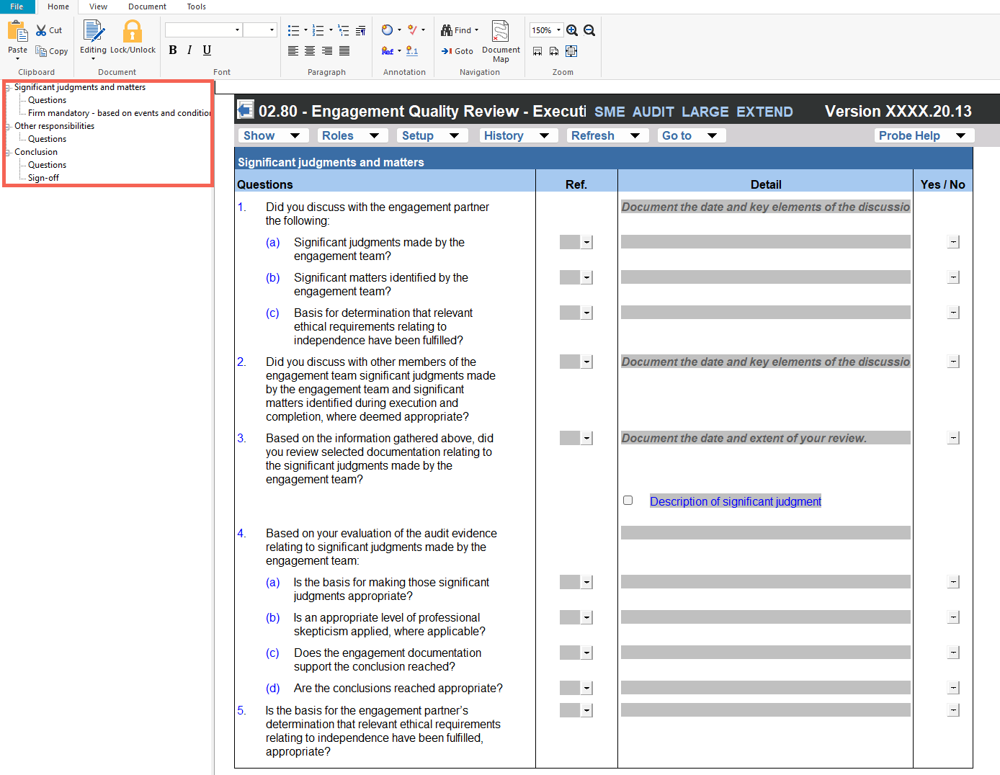 File Home View Document Tools
Paste Cut Copy Editing Lock/Unlock Find Goto Document Map 150%
B I U Ref 1.1
Clipboard Document Font Paragraph Annotation Navigation Zoom
Significant judgments and matters
Questions
Firm mandatory - based on events and condition
Other responsibilities
Questions
Conclusion
Questions
Sign-off
02.80 - Engagement Quality Review - Executi SME AUDIT LARGE EXTEND Version XXXX.20.13
Show Roles Setup History Refresh Go to Probe Help
Significant judgments and matters
Questions Ref. Detail Yes / No
1. Did you discuss with the engagement partner Document the date and key elements of the discussio
the following:
(a) Significant judgments made by the
engagement team?
(b) Significant matters identified by the
engagement team?
(c) Basis for determination that relevant
ethical requirements relating to
independence have been fulfilled?
2. Did you discuss with other members of the Document the date and key elements of the discussio
engagement team significant judgments made
by the engagement team and significant
matters identified during execution and
completion, where deemed appropriate?
3. Based on the information gathered above, did Document the date and extent of your review.
you review selected documentation relating to
the significant judgments made by the
engagement team?
Description of significant judgment
4. Based on your evaluation of the audit evidence
relating to significant judgments made by the
engagement team:
(a) Is the basis for making those significant
judgments appropriate?
(b) Is an appropriate level of professional
skepticism applied, where applicable?
(c) Does the engagement documentation
support the conclusion reached?
(d) Are the conclusions reached appropriate?
5. Is the basis for the engagement partner’s
determination that relevant ethical requirements
relating to independence have been fulfilled,
appropriate?